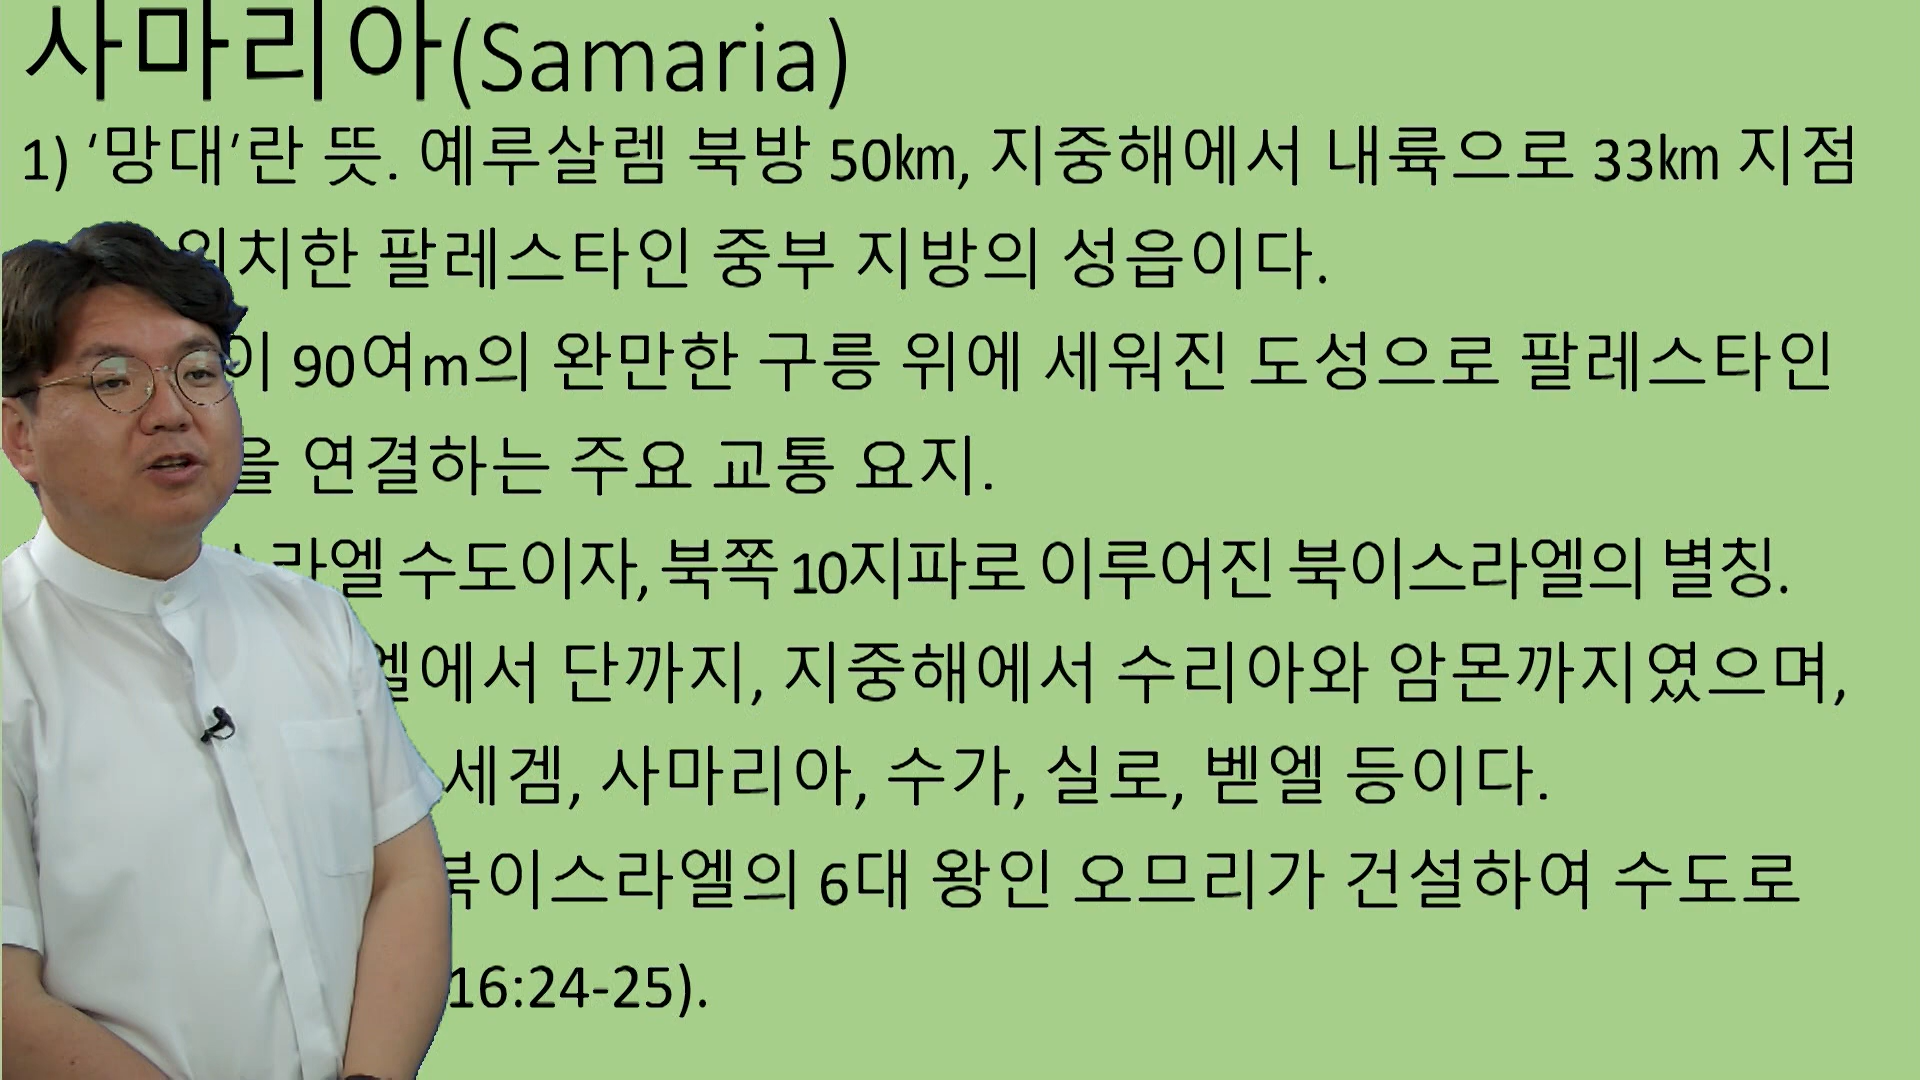 사마리아(Samaria)
1) ‘망대’란 뜻. 예루살렘 북방 50㎞, 지중해에서 내륙으로 33㎞ 지점
위치한 팔레스타인 중부 지방의 성읍이다.
90여m의 완만한 구릉 위에 세워진 도성으로 팔레스타인
을 연결하는 주요 교통 요지.
수도이자, 북쪽 10지파로 이루어진 북이스라엘의 별칭.
단까지, 지중해에서 수리아와 암몬까지였으며,
세겜, 사마리아, 수가, 실로, 벧엘 등이다.
북이스라엘의 6대 왕인 오므리가 건설하여 수도로
16:24-25).